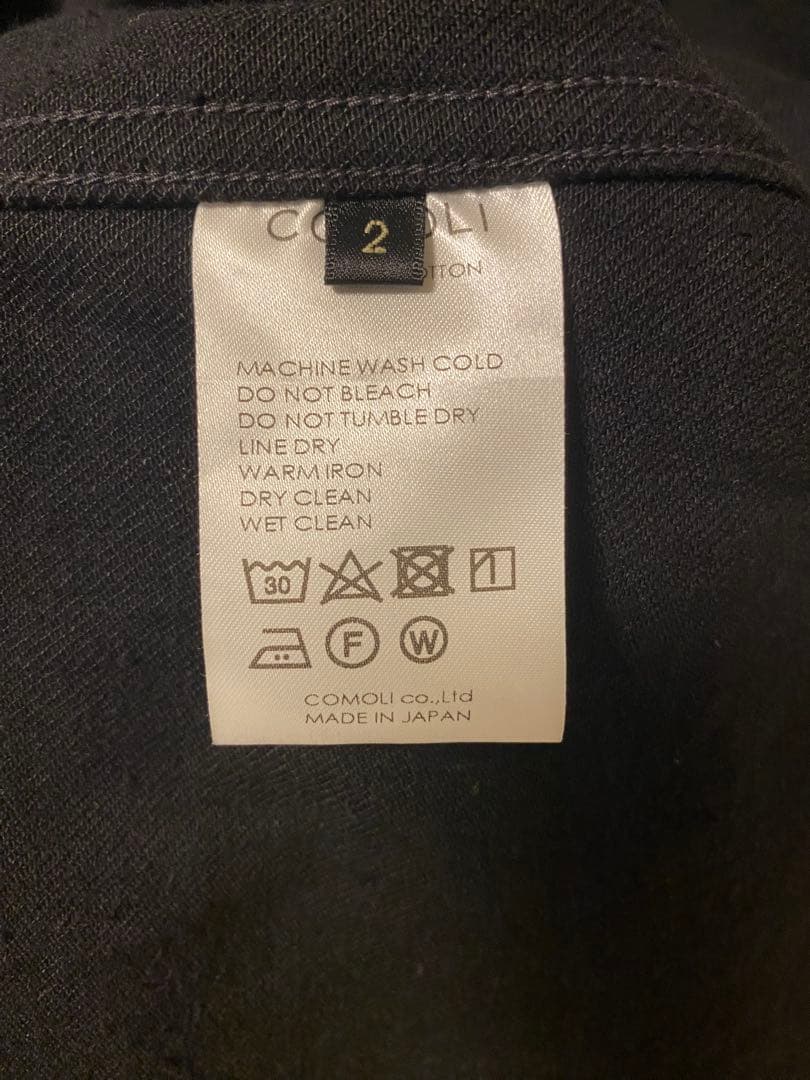 2
MACHINE WASH COLD
DO NOT BLEACH
DO NOT TUMBLE DRY
LINE DRY
WARM IRON
DRY CLEAN
WET CLEAN
30
F
W
COMOLI co.,Ltd
MADE IN JAPAN